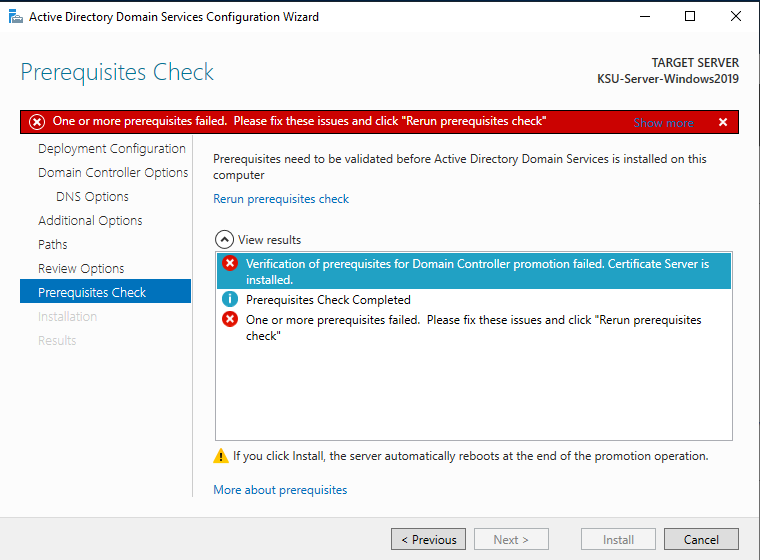 Active Directory Domain Services Configuration Wizard
Prerequisites Check
TARGET SERVER
KSU-Server-Windows2019
One or more prerequisites failed.  Please fix these issues and click "Rerun prerequisites check"
Show more
Deployment Configuration
Domain Controller Options
DNS Options
Additional Options
Paths
Review Options
Prerequisites Check
Installation
Results
Prerequisites need to be validated before Active Directory Domain Services is installed on this
computer
Rerun prerequisites check
View results
Verification of prerequisites for Domain Controller promotion failed. Certificate Server is
installed.
Prerequisites Check Completed
One or more prerequisites failed.  Please fix these issues and click "Rerun prerequisites
check"
If you click Install, the server automatically reboots at the end of the promotion operation.
More about prerequisites
< Previous
Next >
Install
Cancel